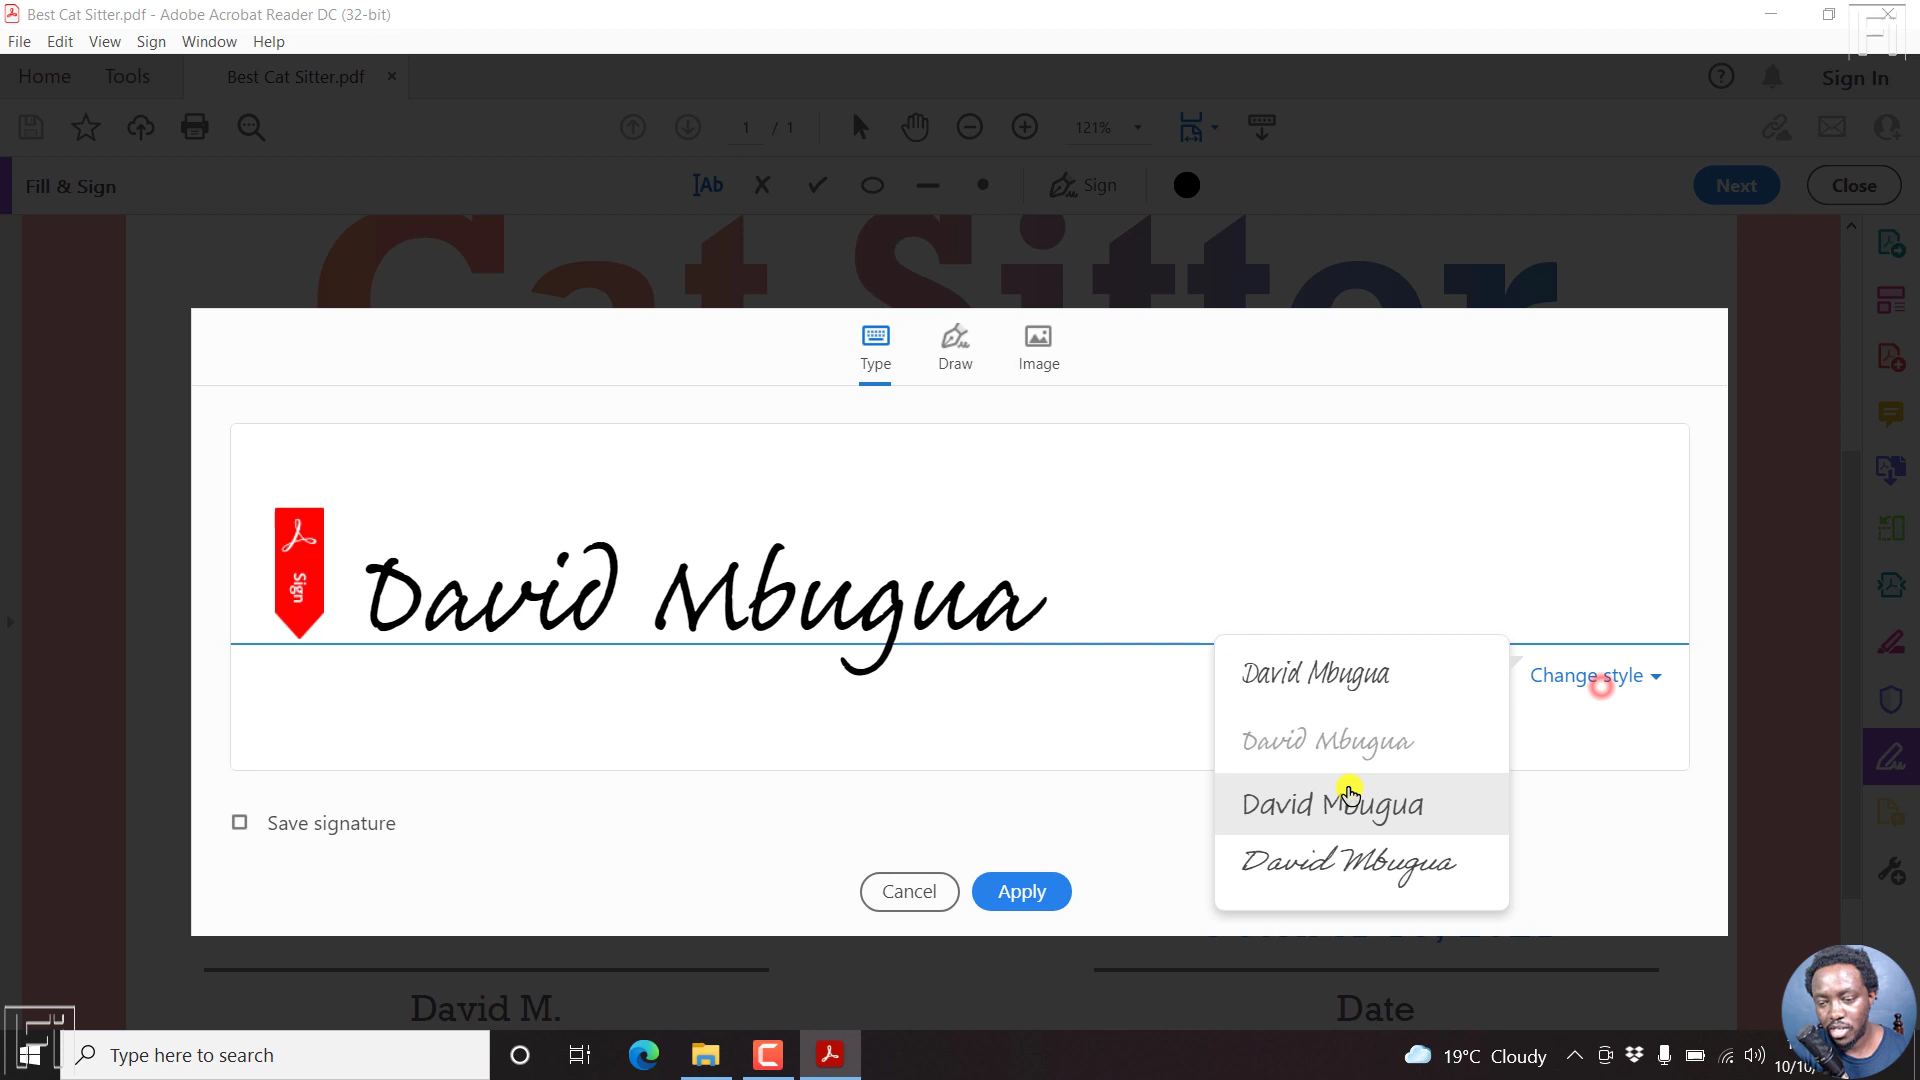 Best Cat Sitter.pdf - Adobe Acrobat Reader DC (32-bit)
File Edit View Sign Window Help
Home Tools Best Cat Sitter.pdf × Sign In
1 / 1 121%
Fill & Sign Ab Sign Next Close
Cat Sitter
Type Draw Image
Sign
David Mbugua
Change style
David Mbugua
David Mbugua
David Mbugua
David Mbugua
Save signature
Cancel Apply
David M. Date
Type here to search 19°C Cloudy